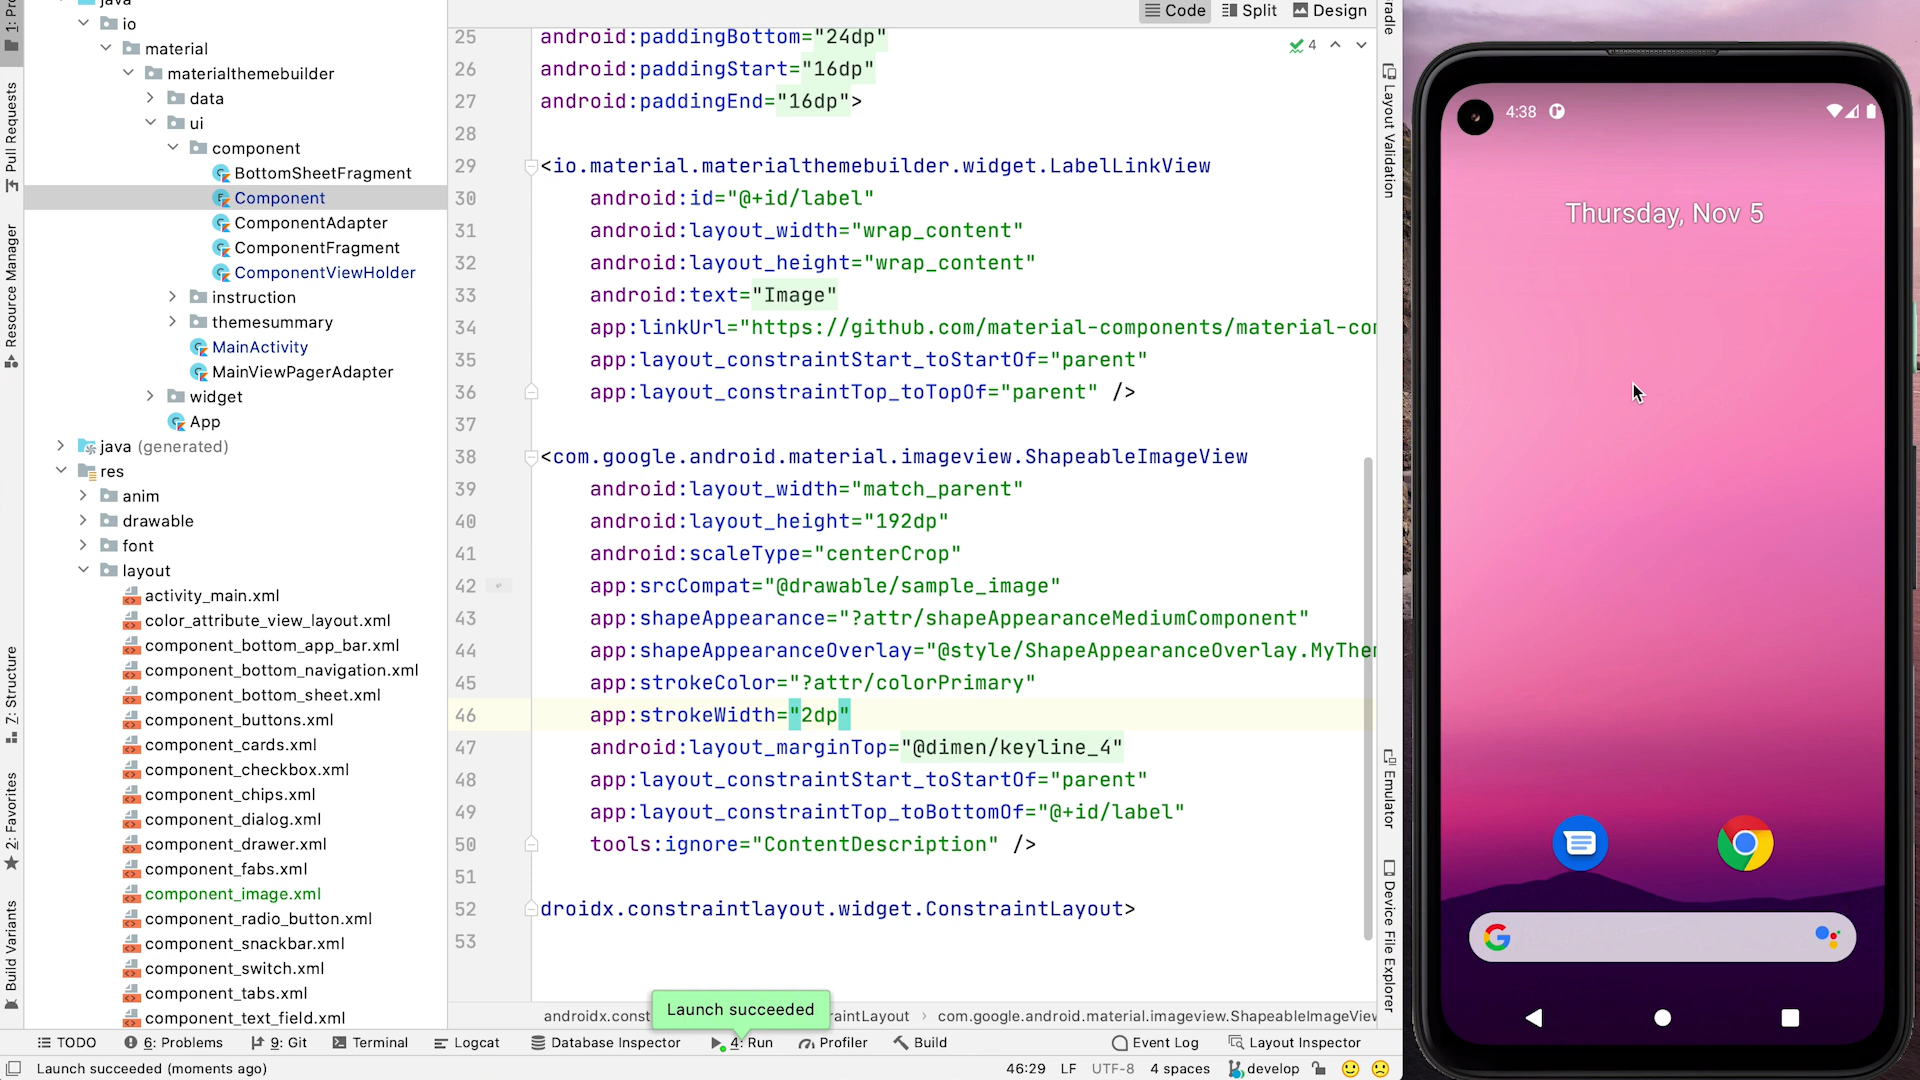 1: Pro
Pull Requests
Resource Manager
7: Structure
2: Favorites
Build Variants
java
io
material
materialthemebuilder
data
ui
component
BottomSheetFragment
Component
ComponentAdapter
ComponentFragment
ComponentViewHolder
instruction
themesummary
MainActivity
MainViewPagerAdapter
widget
App
java (generated)
res
anim
drawable
font
layout
activity_main.xml
color_attribute_view_layout.xml
component_bottom_app_bar.xml
component_bottom_navigation.xml
component_bottom_sheet.xml
component_buttons.xml
component_cards.xml
component_checkbox.xml
component_chips.xml
component_dialog.xml
component_drawer.xml
component_fabs.xml
component_image.xml
component_radio_button.xml
component_snackbar.xml
component_switch.xml
component_tabs.xml
component_text_field.xml
Code Split Design
4
25 android:paddingBottom="24dp"
26 android:paddingStart="16dp"
27 android:paddingEnd="16dp">
28
29 <io.material.materialthemebuilder.widget.LabelLinkView
30 android:id="@+id/label"
31 android:layout_width="wrap_content"
32 android:layout_height="wrap_content"
33 android:text="Image"
34 app:linkUrl="https://github.com/material-components/material-co
35 app:layout_constraintStart_toStartOf="parent"
36 app:layout_constraintTop_toTopOf="parent" />
37
38 <com.google.android.material.imageview.ShapeableImageView
39 android:layout_width="match_parent"
40 android:layout_height="192dp"
41 android:scaleType="centerCrop"
42 app:srcCompat="@drawable/sample_image"
43 app:shapeAppearance="?attr/shapeAppearanceMediumComponent"
44 app:shapeAppearanceOverlay="@style/ShapeAppearanceOverlay.MyThe
45 app:strokeColor="?attr/colorPrimary"
46 app:strokeWidth="2dp"
47 android:layout_marginTop="@dimen/keyline_4"
48 app:layout_constraintStart_toStartOf="parent"
49 app:layout_constraintTop_toBottomOf="@+id/label"
50 tools:ignore="ContentDescription" />
51
52 droidx.constraintlayout.widget.ConstraintLayout>
53
Launch succeeded
androidx.const raintLayout › com.google.android.material.imageview.ShapeableImageVie
radle
Layout Validation
Emulator
Device File Explorer
4:38
Thursday, Nov 5
TODO 6: Problems 9: Git Terminal Logcat Database Inspector 4: Run Profiler Build Event Log Layout Inspector
Launch succeeded (moments ago) 46:29 LF UTF-8 4 spaces develop